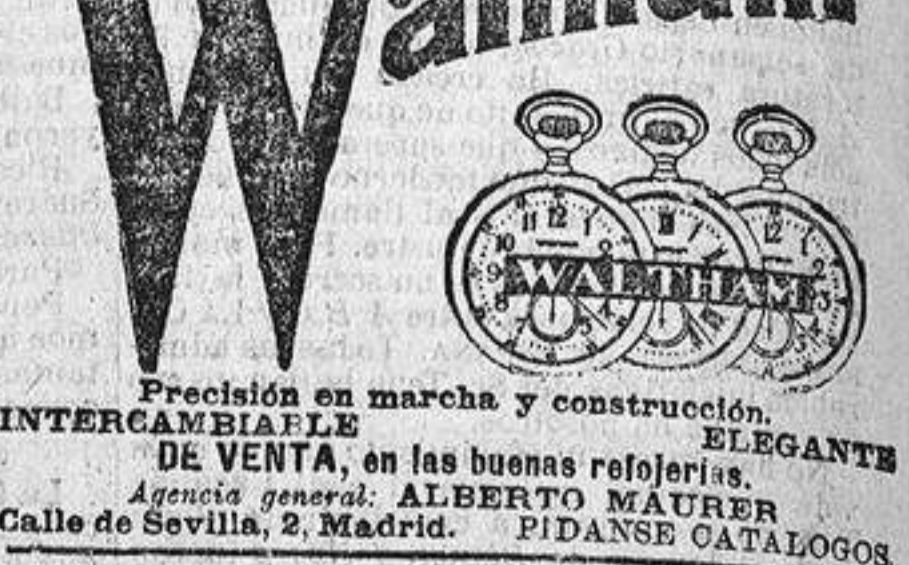 Waltham
WALTHAM
Precisión en marcha y construcción.
INTERCAMBIABLE
ELEGANTE
DE VENTA, en las buenas relojerías.
Agencia general: ALBERTO MAURER
Calle de Sevilla, 2, Madrid. PIDANSE CATALOGOS